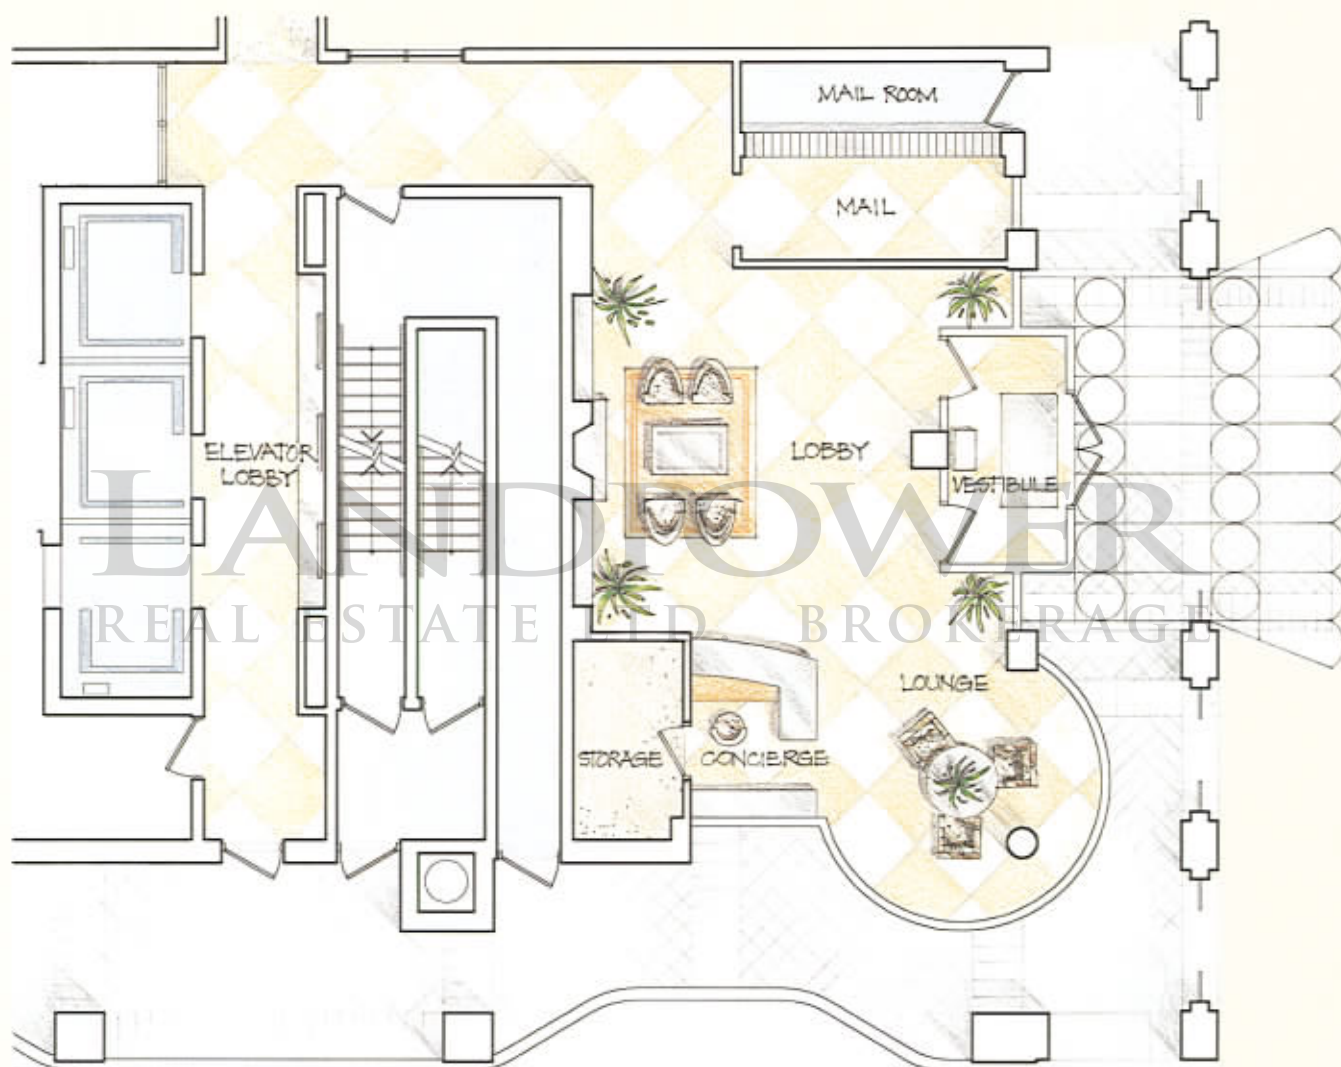 MAIL ROOM
MAIL
ELEVATOR
LOBBY
LOBBY
VESTIBULE
LANDPOWER
REAL ESTATE LTD BROKERAGE
LOUNGE
STORAGE
CONCIERGE